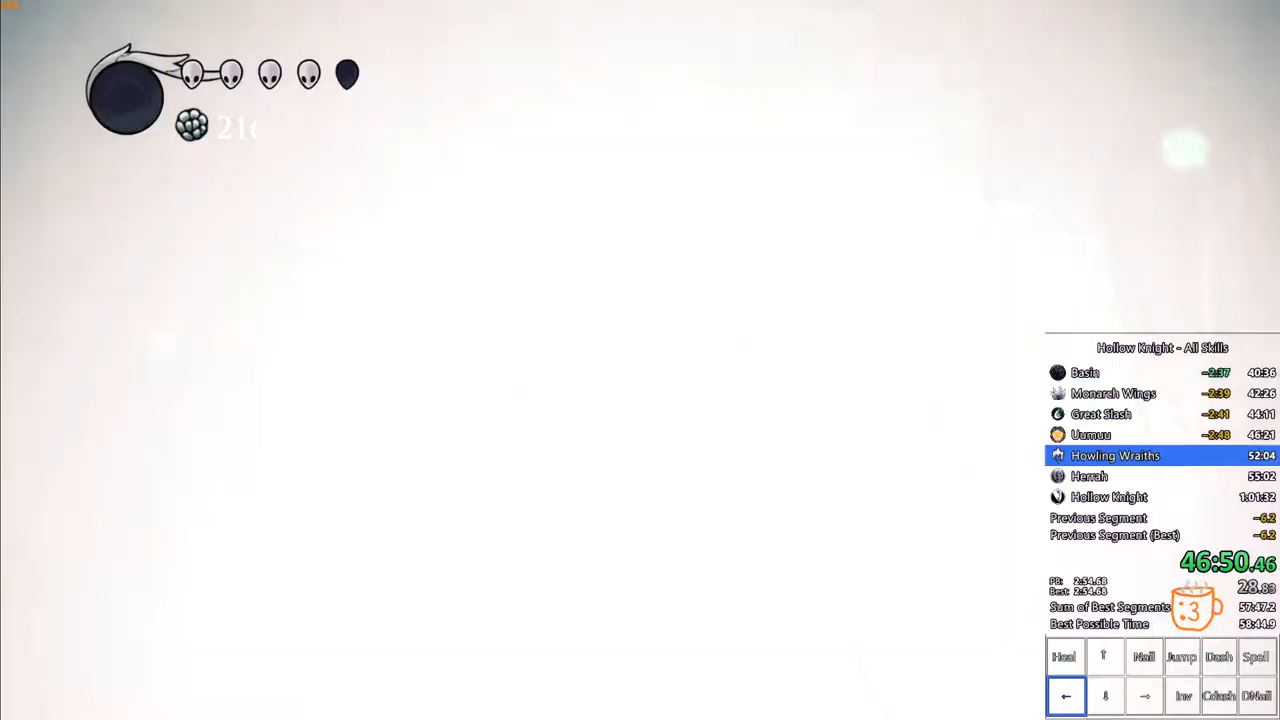 Hollow Knight - All Skills
Basin -2:37 40:36
Monarch Wings -2:39 42:26
Great Slash -2:41 44:11
Uumuu -2:48 46:21
Howling Wraiths 52:04
Herrah 55:02
Hollow Knight 1:01:32
Previous Segment -6.2
Previous Segment (Best) -6.2
46:50.46
PB: 2:54.68 28.83
Best: 2:54.68
Sum of Best Segments 57:47.2
Best Possible Time 58:44.9
:3
Heal ↑ Nail Jump Dash Spell
← ↓ → Inv Cdash DNail